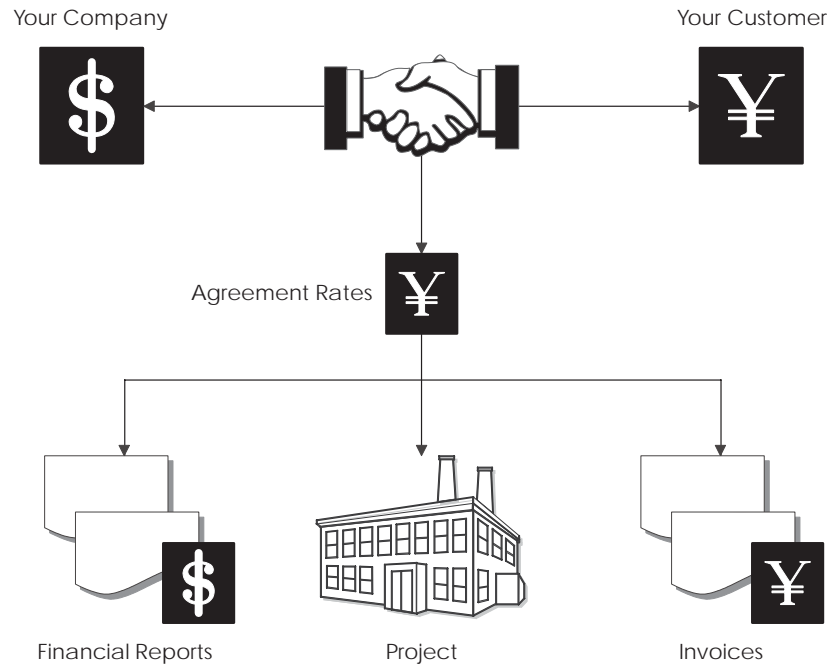 Your Company
Your Customer
$
¥
Agreement Rates
¥
$
¥
Financial Reports
Project
Invoices